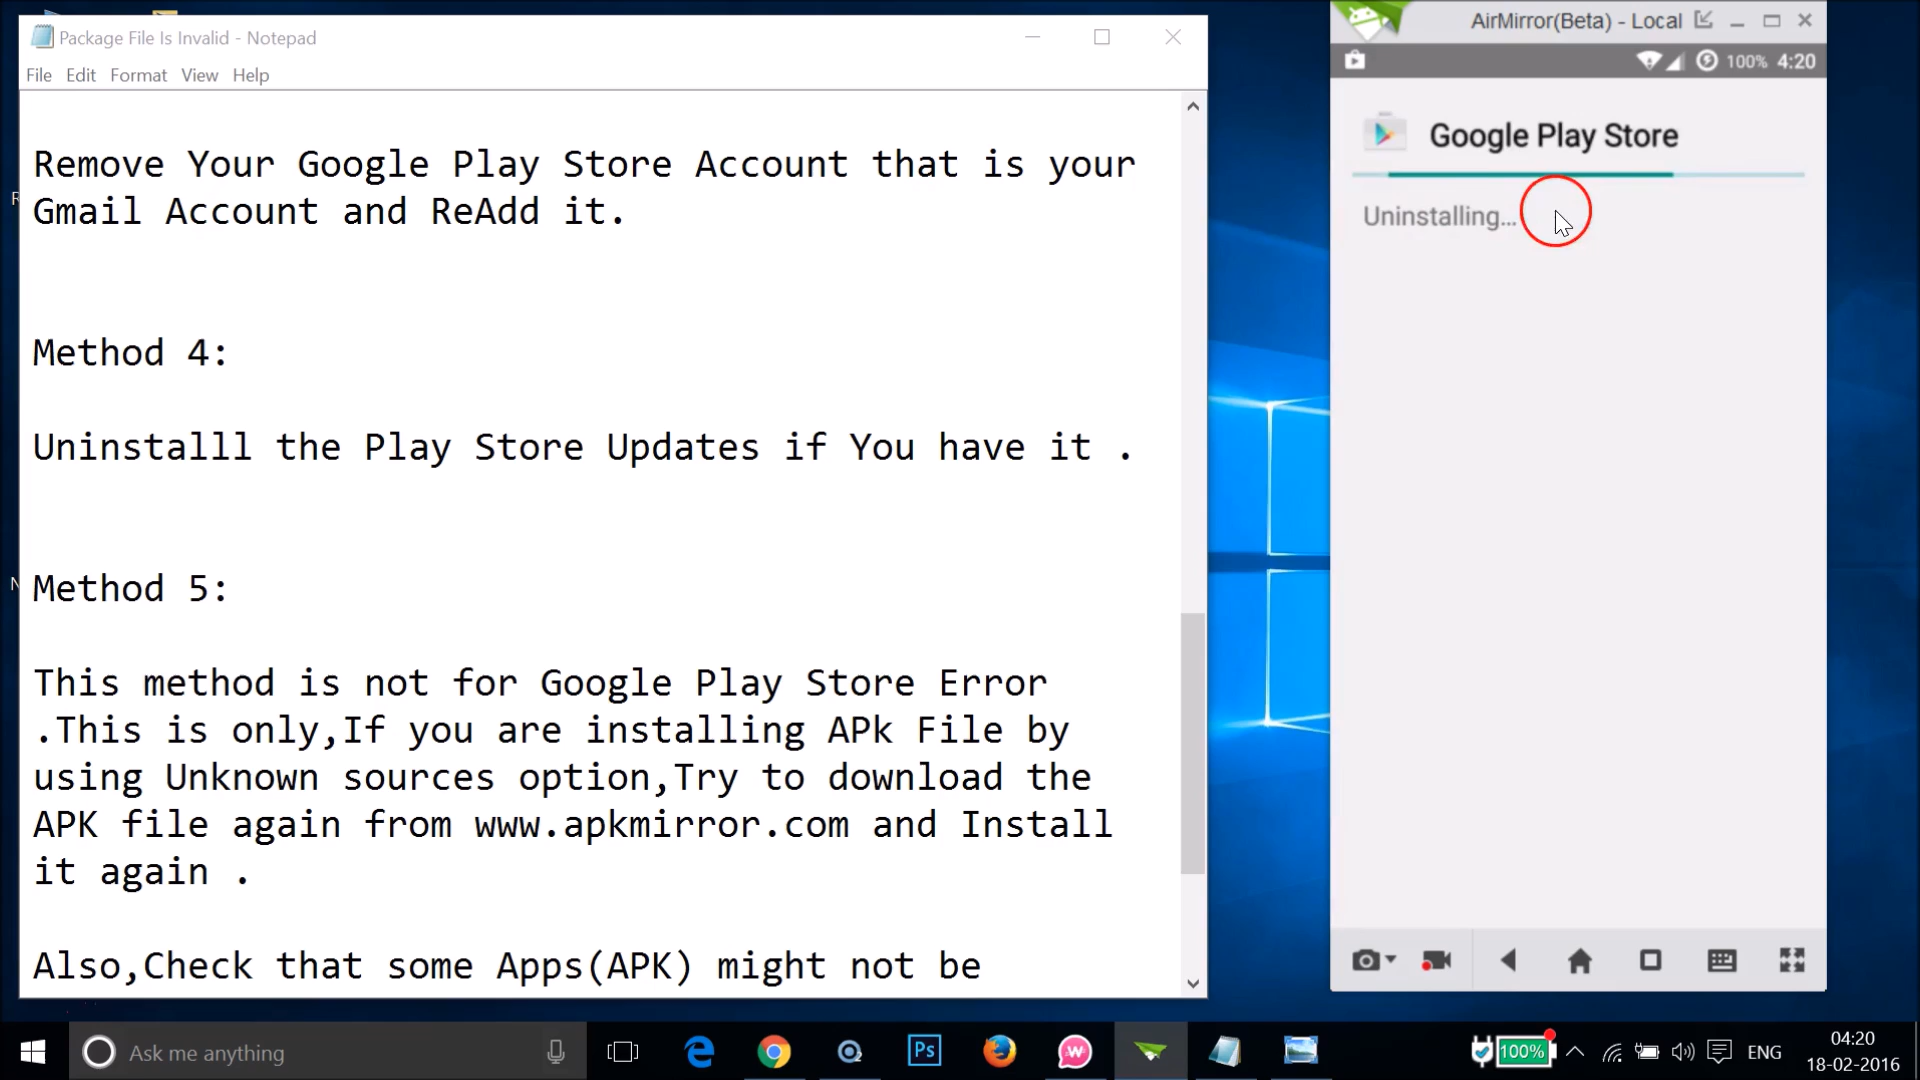 Package File Is Invalid - Notepad
File Edit Format View Help
Remove Your Google Play Store Account that is your
Gmail Account and ReAdd it.
Method 4:
Uninstalll the Play Store Updates if You have it .
Method 5:
This method is not for Google Play Store Error
.This is only,If you are installing APk File by
using Unknown sources option,Try to download the
APK file again from www.apkmirror.com and Install
it again .
Also,Check that some Apps(APK) might not be
AirMirror(Beta) - Local
100% 4:20
Google Play Store
Uninstalling...
R
N
Ask me anything
Ps
W
100%
ENG
04:20
18-02-2016